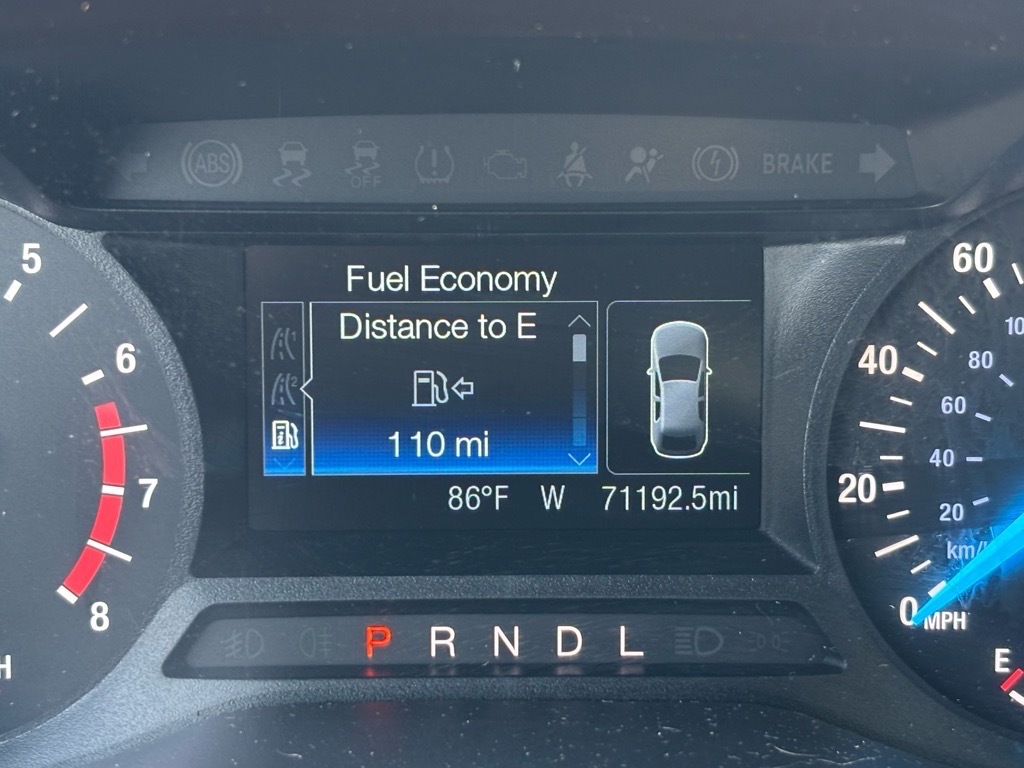 ABS
OFF
BRAKE
Fuel Economy
Distance to E
110 mi
86°F W 71192.5mi
5
6
7
8
H
60
40
20
0
MPH
10
80
60
40
20
km/
P R N D L
E